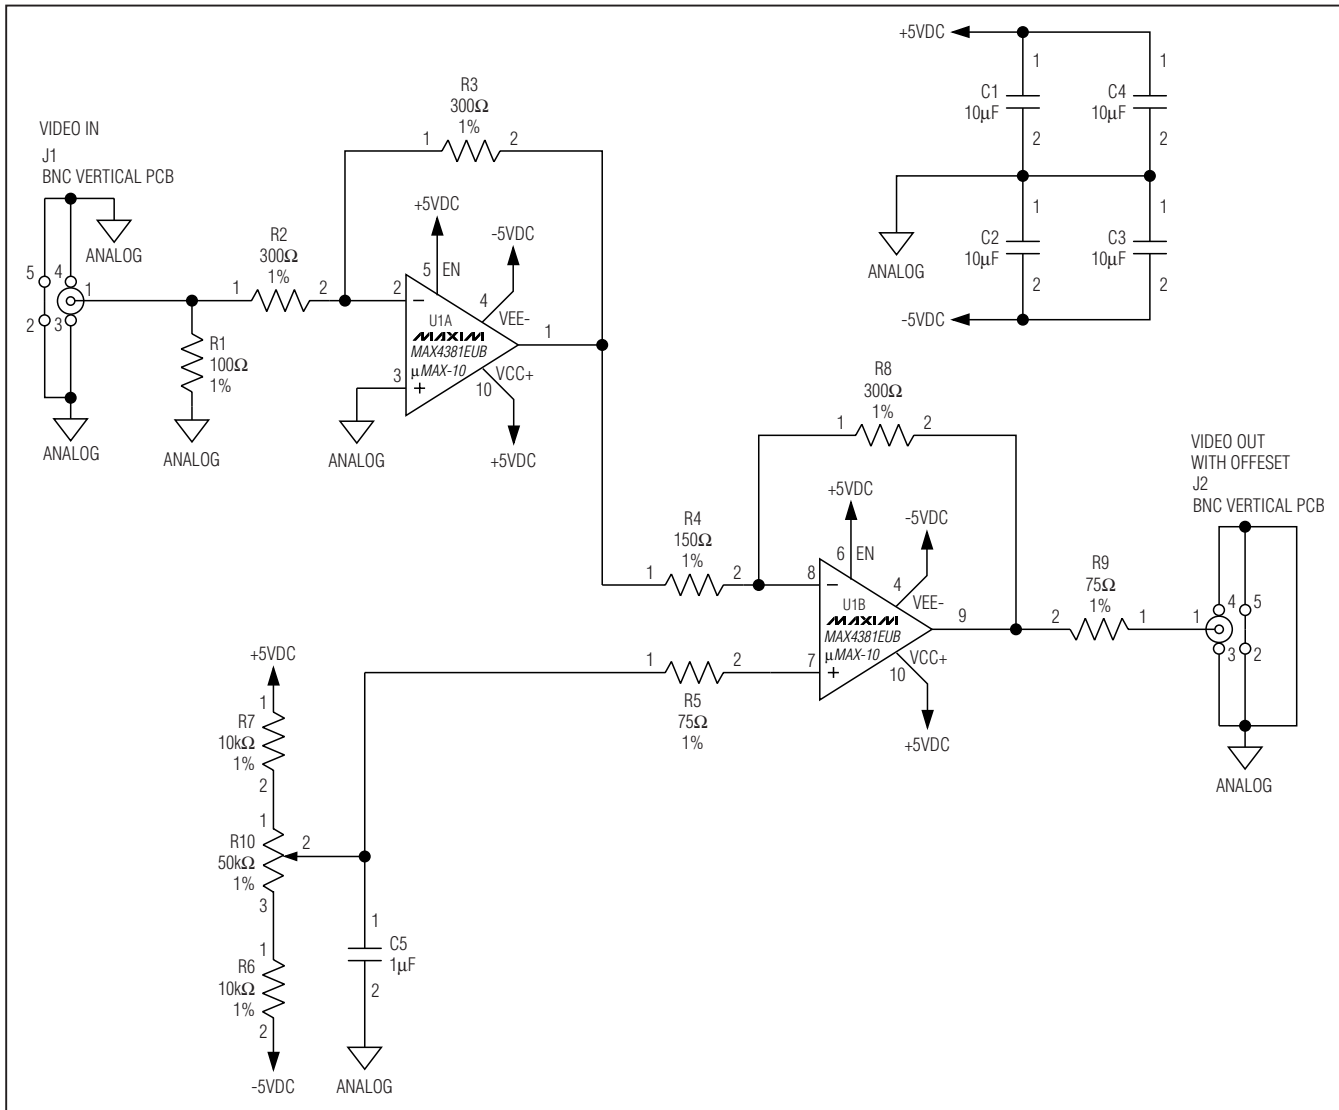 VIDEO IN
J1
BNC VERTICAL PCB
ANALOG
5
4
1
2
3
ANALOG
1
R2
300Ω
1%
2
R1
100Ω
1%
ANALOG
R3
300Ω
1%
1
2
+5VDC
-5VDC
5
EN
4
VEE-
2
−
U1A
MAXIM
MAX4381EUB
µMAX-10
1
3
+
10
VCC+
+5VDC
ANALOG
+5VDC
1
1
C1
10µF
C4
10µF
2
2
1
1
C2
10µF
C3
10µF
ANALOG
2
2
-5VDC
R8
300Ω
1%
1
2
+5VDC
-5VDC
R4
150Ω
1%
1
2
6
EN
4
VEE-
8
−
U1B
MAXIM
MAX4381EUB
µMAX-10
9
7
+
10
VCC+
+5VDC
1
2
R5
75Ω
1%
R9
75Ω
1%
2
1
VIDEO OUT
WITH OFFESET
J2
BNC VERTICAL PCB
4
5
1
3
2
ANALOG
+5VDC
1
R7
10kΩ
1%
2
1
R10
50kΩ
1%
2
3
1
R6
10kΩ
1%
2
-5VDC
1
C5
1µF
2
ANALOG